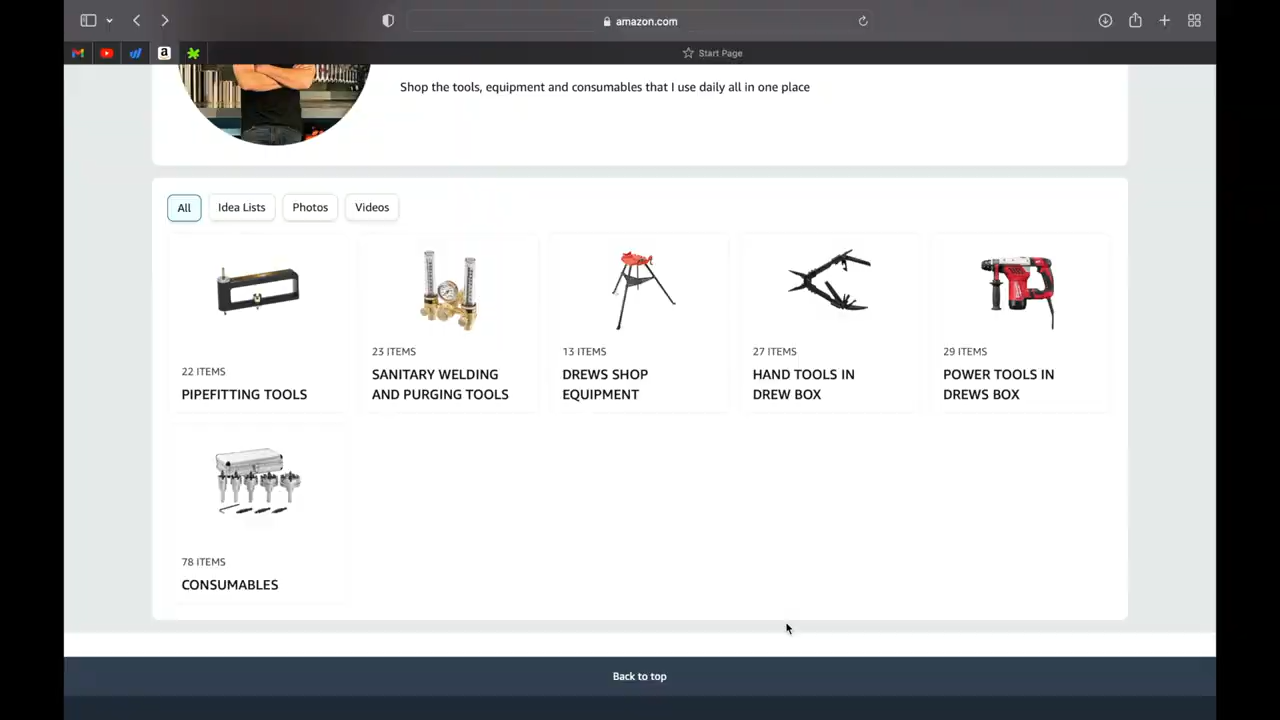 amazon.com
Start Page
Shop the tools, equipment and consumables that I use daily all in one place
All
Idea Lists
Photos
Videos
22 ITEMS
PIPEFITTING TOOLS
23 ITEMS
SANITARY WELDING
AND PURGING TOOLS
13 ITEMS
DREWS SHOP
EQUIPMENT
27 ITEMS
HAND TOOLS IN
DREW BOX
29 ITEMS
POWER TOOLS IN
DREWS BOX
78 ITEMS
CONSUMABLES
Back to top